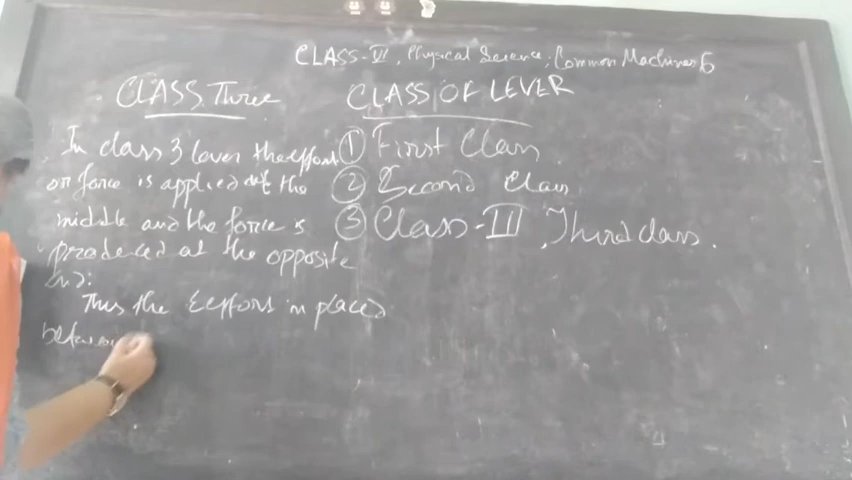 CLASS-VI, Physical Science; Common Machines 6
CLASS Three
In class 3 lever the effort
or force is applied at the
middle and the force is
produced at the opposite
End:
Thus the Effort is placed
CLASS OF LEVER
① First Class
② Second Class
③ Class-III, Third class.